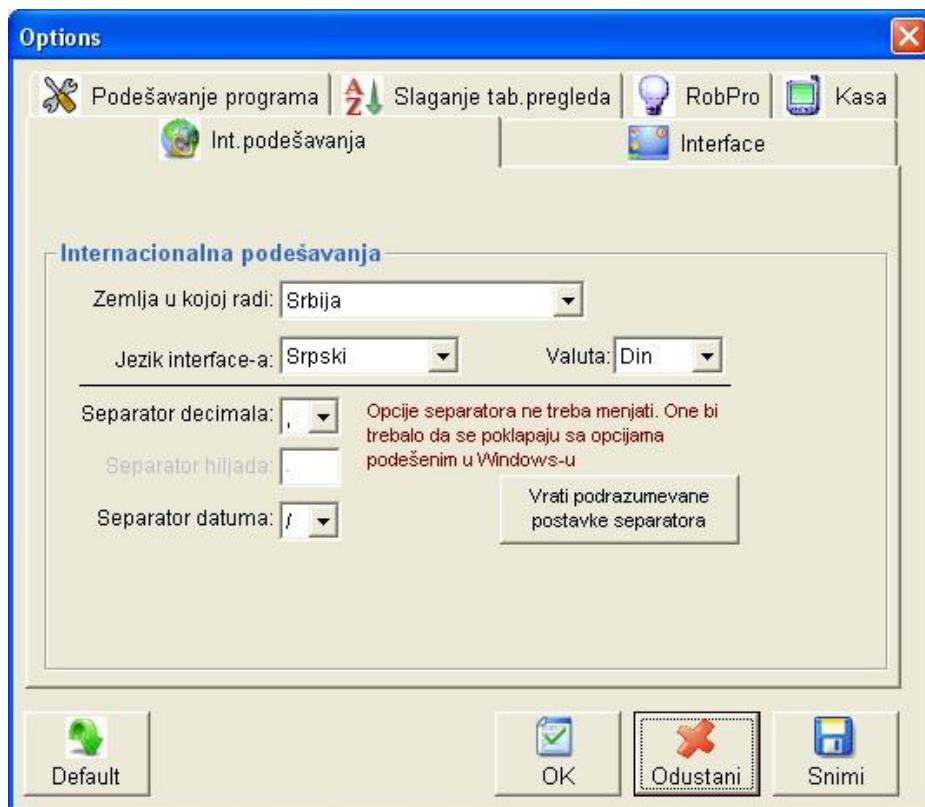 Options
Podešavanje programa
Slaganje tab.pregleda
RobPro
Kasa
Int.podešavanja
Interface
Internacionalna podešavanja
Zemlja u kojoj radi: Srbija
Jezik interface-a: Srpski
Valuta: Din
Separator decimala: ,
Opcije separatora ne treba menjati. One bi
trebalo da se poklapaju sa opcijama
podešenim u Windows-u
Separator hiljada: .
Separator datuma: /
Vrati podrazumevane
postavke separatora
Default
OK
Odustani
Snimi